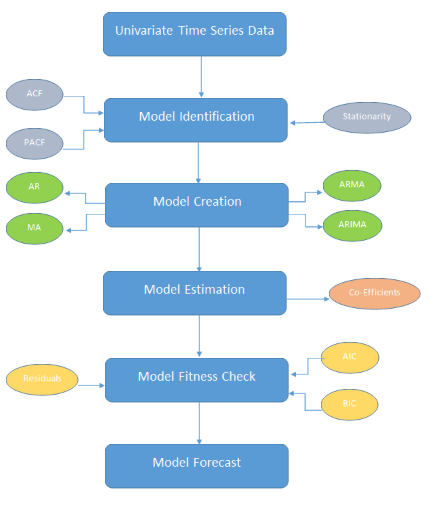 Univariate Time Series Data
ACF
Model Identification
Stationarity
PACF
AR
ARMA
Model Creation
MA
ARIMA
Model Estimation
Co-Efficients
AIC
Residuals
Model Fitness Check
BIC
Model Forecast